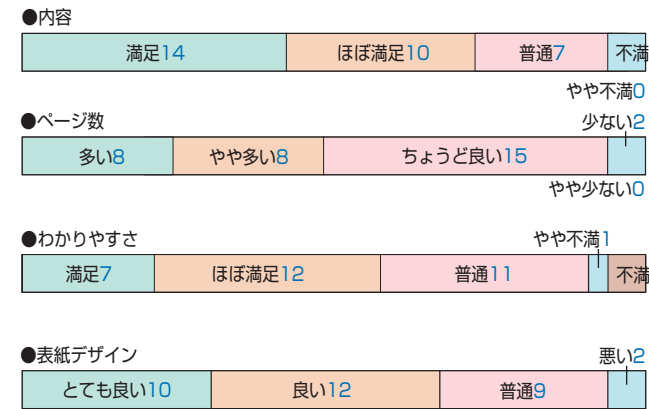 ●内容
満足14 ほぼ満足10 普通7 不満
やや不満0
●ページ数 少ない2
多い8 やや多い8 ちょうど良い15
やや少ない0
●わかりやすさ やや不満1
満足7 ほぼ満足12 普通11 不満
●表紙デザイン 悪い2
とても良い10 良い12 普通9